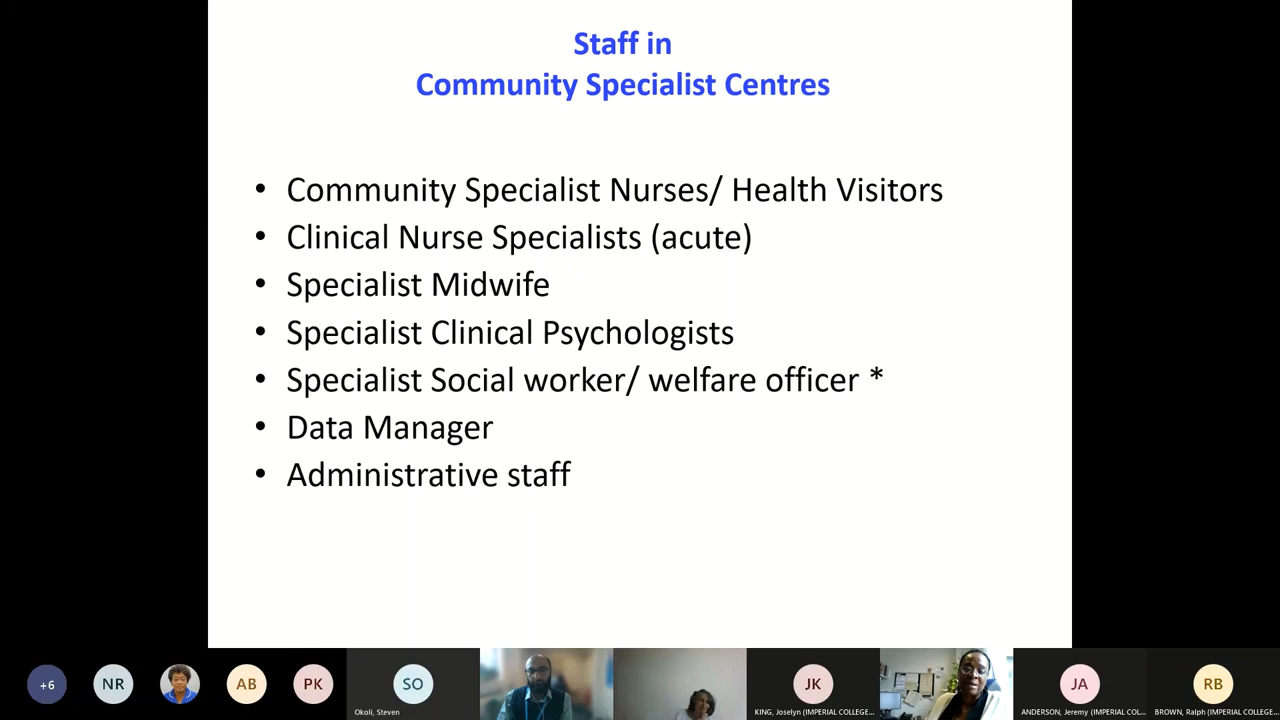 Staff in
Community Specialist Centres
• Community Specialist Nurses/ Health Visitors
• Clinical Nurse Specialists (acute)
• Specialist Midwife
• Specialist Clinical Psychologists
• Specialist Social worker/ welfare officer *
• Data Manager
• Administrative staff
+6
NR
AB
PK
SO
JK
JA
RB
Okoli, Steven
KING, Joselyn (IMPERIAL COLLEGE...
ANDERSON, Jeremy (IMPERIAL COL...
BROWN, Ralph (IMPERIAL COLLEGE...